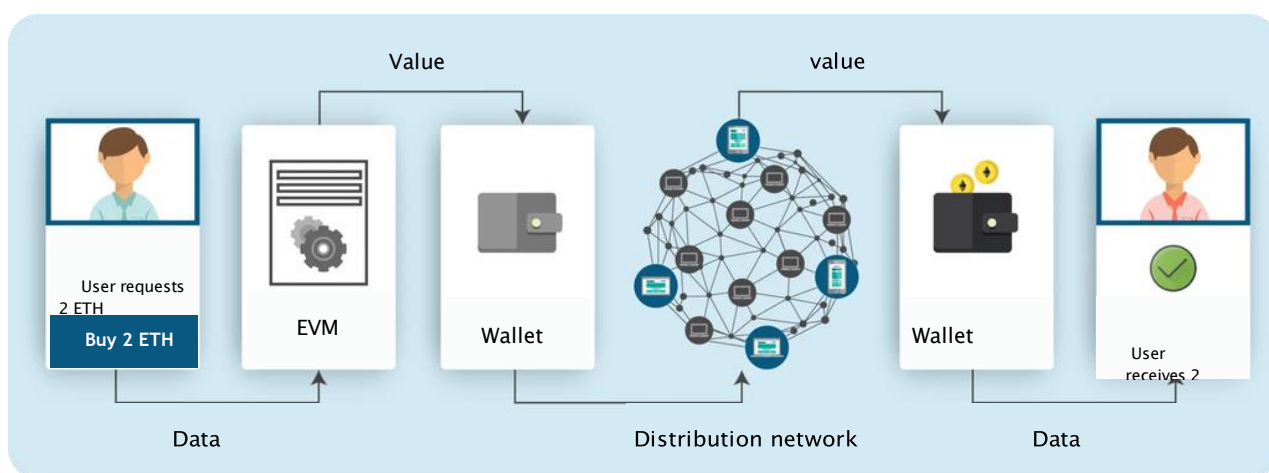 Value
value
User requests
2 ETH
Buy 2 ETH
EVM
Wallet
Wallet
User
receives 2
Data
Distribution network
Data